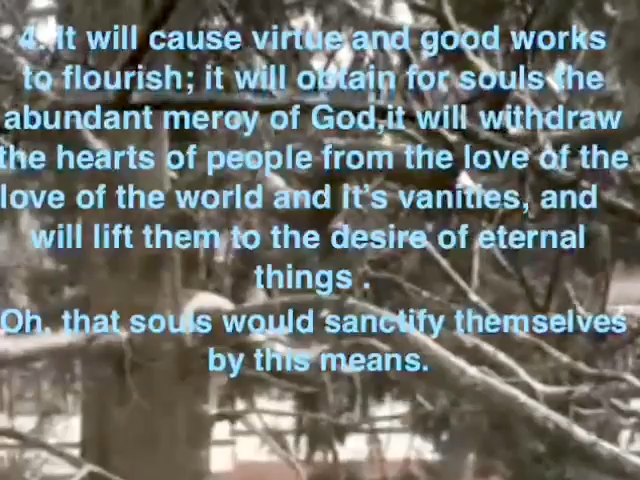 4. It will cause virtue and good works
to flourish; it will obtain for souls the
abundant meroy of God,it will withdraw
the hearts of people from the love of the
love of the world and it's vanities, and
will lift them to the desire of eternal
things .
Oh, that souls would sanctify themselves
by this means.